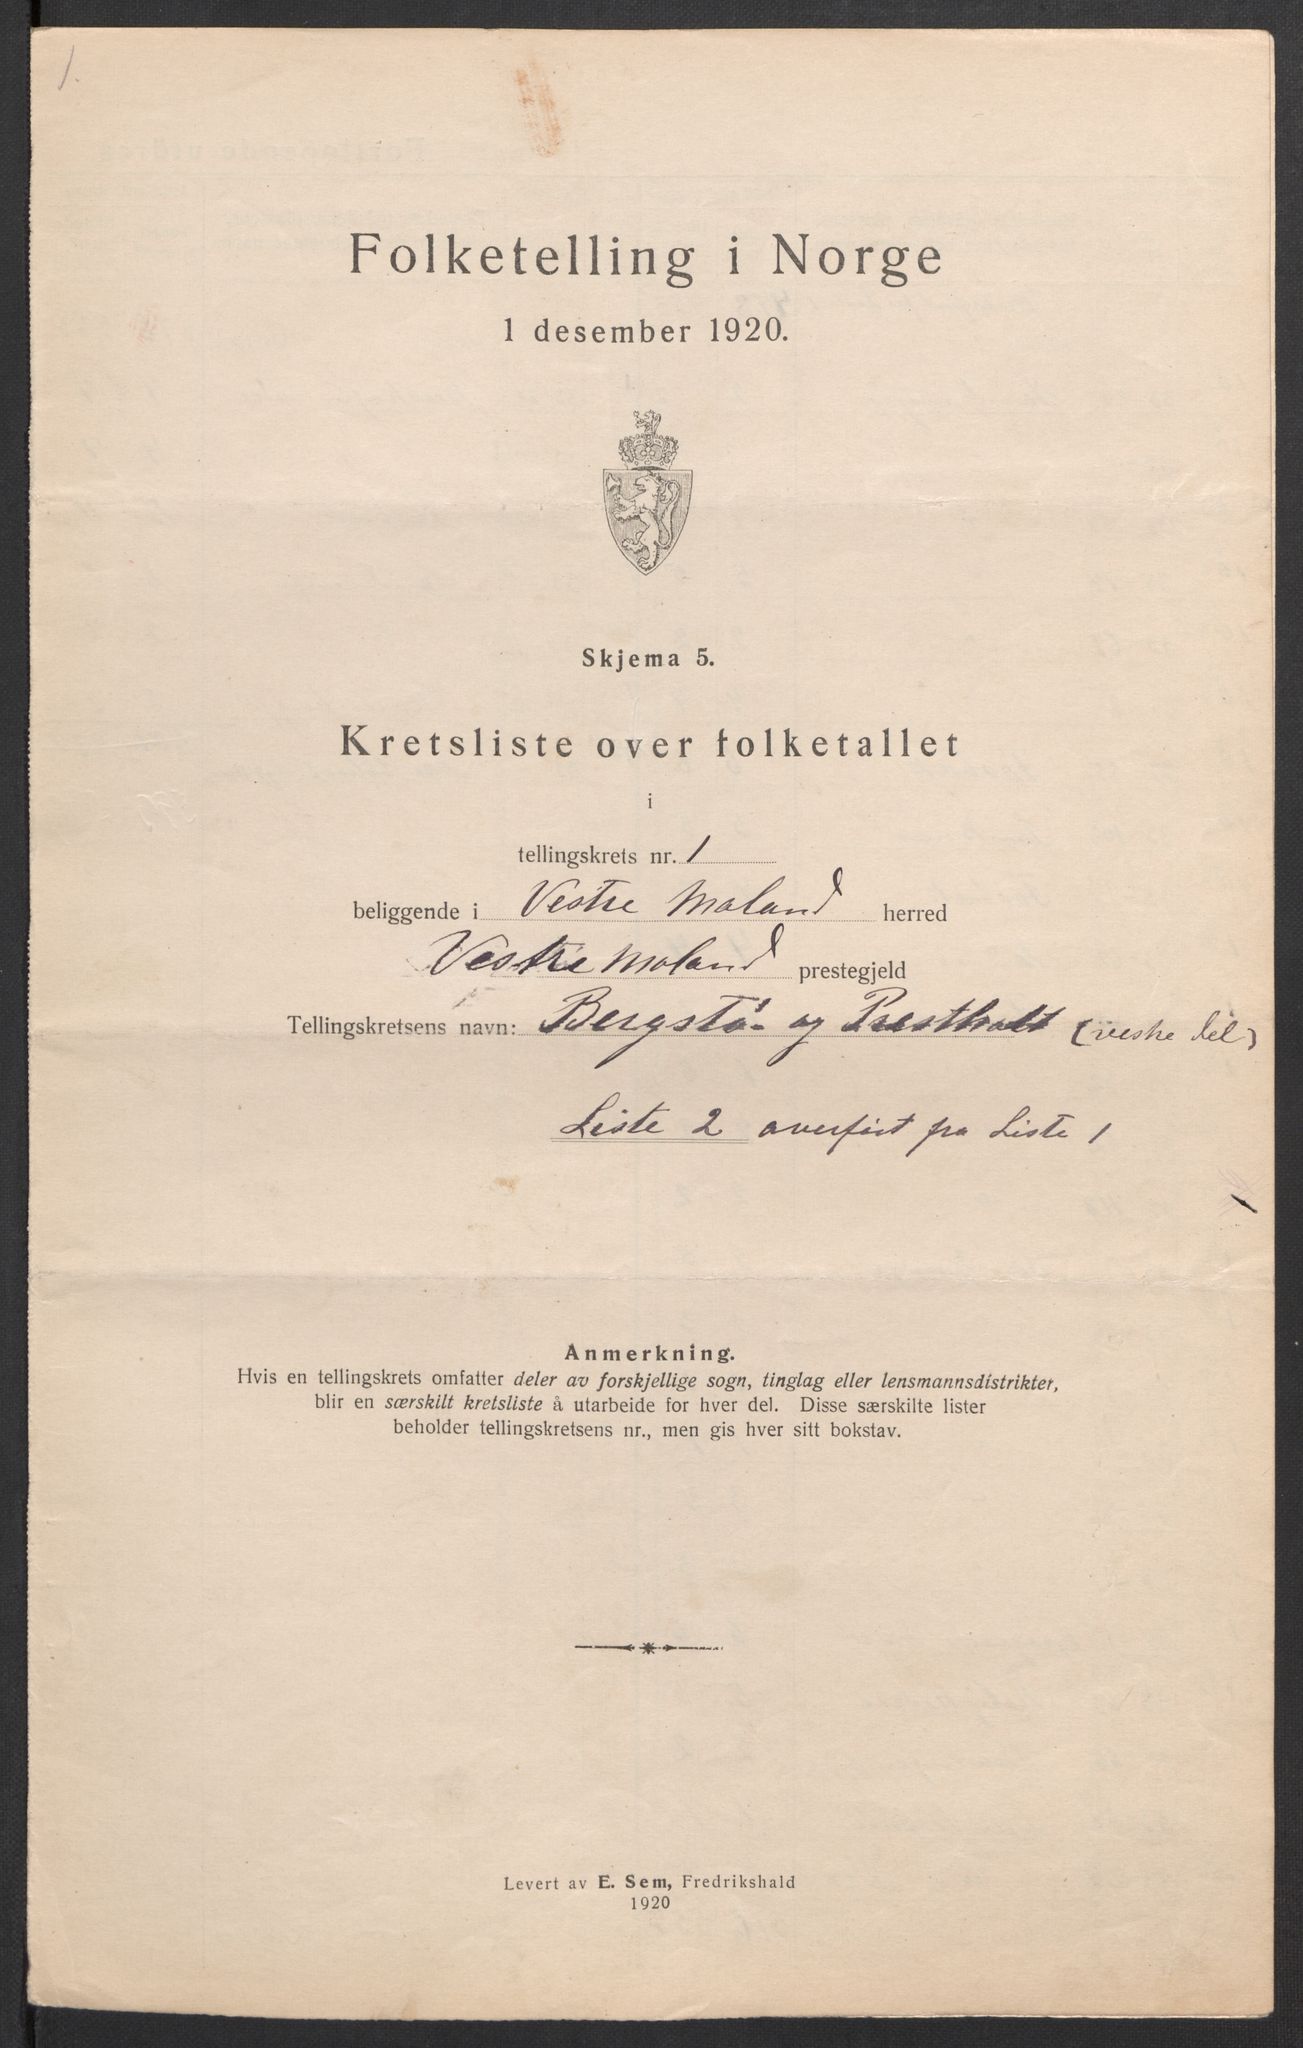 1.
Folketelling i Norge
1 desember 1920.
Skjema 5.
Kretsliste over folketallet
i
tellingskrets nr. 1
beliggende i Vestre Moland herred
Vestre Moland prestegjeld
Tellingskretsens navn: Bergstø og Prestholt (vestre del)
Liste 2 overført fra Liste 1
Anmerkning.
Hvis en tellingskrets omfatter deler av forskjellige sogn, tinglag eller lensmannsdistrikter,
blir en særskilt kretsliste å utarbeide for hver del. Disse særskilte lister
beholder tellingskretsens nr., men gis hver sitt bokstav.
Levert av E. Sem, Fredrikshald
1920